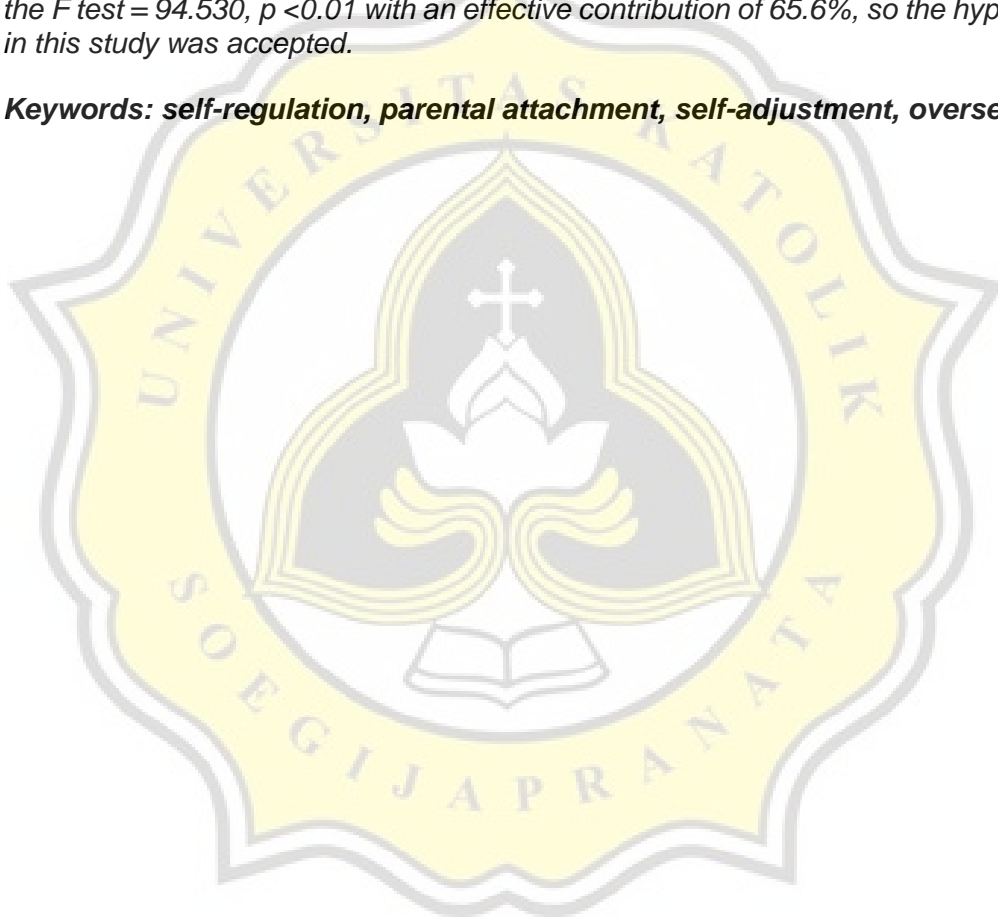 the F test = 94.530, p <0.01 with an effective contribution of 65.6%, so the hyp
in this study was accepted.
Keywords: self-regulation, parental attachment, self-adjustment, overse
UNIVERSITAS KATOLIK
SOEGIJAPRANATA